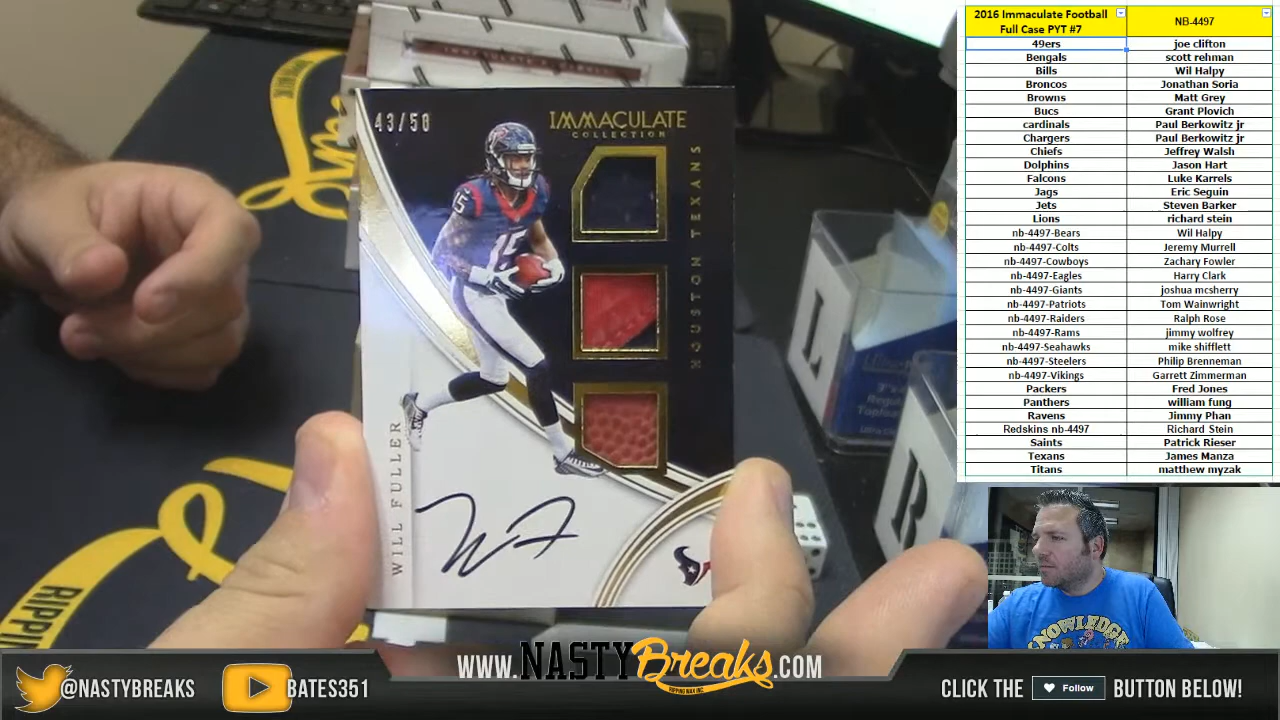 43/50
IMMACULATE
COLLECTION
HOUSTON TEXANS
15
15
WILL FULLER
RIPPIN
L
R
2016 Immaculate Football
Full Case PYT #7
NB-4497
49ers joe clifton
Bengals scott rehman
Bills Wil Halpy
Broncos Jonathan Soria
Browns Matt Grey
Bucs Grant Plovich
cardinals Paul Berkowitz jr
Chargers Paul Berkowitz jr
Chiefs Jeffrey Walsh
Dolphins Jason Hart
Falcons Luke Karrels
Jags Eric Seguin
Jets Steven Barker
Lions richard stein
nb-4497-Bears Wil Halpy
nb-4497-Colts Jeremy Murrell
nb-4497-Cowboys Zachary Fowler
nb-4497-Eagles Harry Clark
nb-4497-Giants joshua mcsherry
nb-4497-Patriots Tom Wainwright
nb-4497-Raiders Ralph Rose
nb-4497-Rams jimmy wolfrey
nb-4497-Seahawks mike shifflett
nb-4497-Steelers Philip Brenneman
nb-4497-Vikings Garrett Zimmerman
Packers Fred Jones
Panthers william fung
Ravens Jimmy Phan
Redskins nb-4497 Richard Stein
Saints Patrick Rieser
Texans James Manza
Titans matthew myzak
KNOWLEDGE
@NASTYBREAKS
BATES351
WWW.NASTYBreaks.COM
RIPPING WAX INC
CLICK THE Follow BUTTON BELOW!